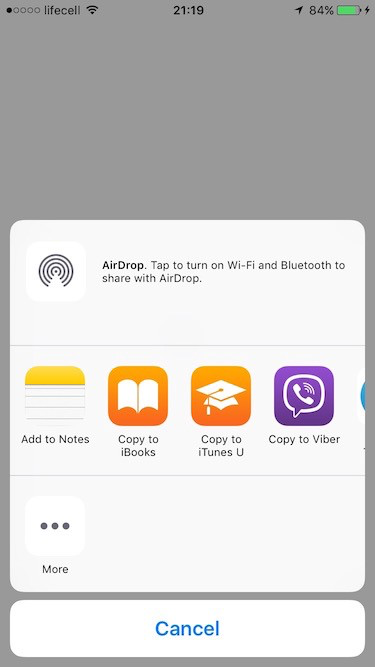 lifecell 21:19 84%
AirDrop. Tap to turn on Wi-Fi and Bluetooth to
share with AirDrop.
Add to Notes
Copy to
iBooks
Copy to
iTunes U
Copy to Viber
More
Cancel